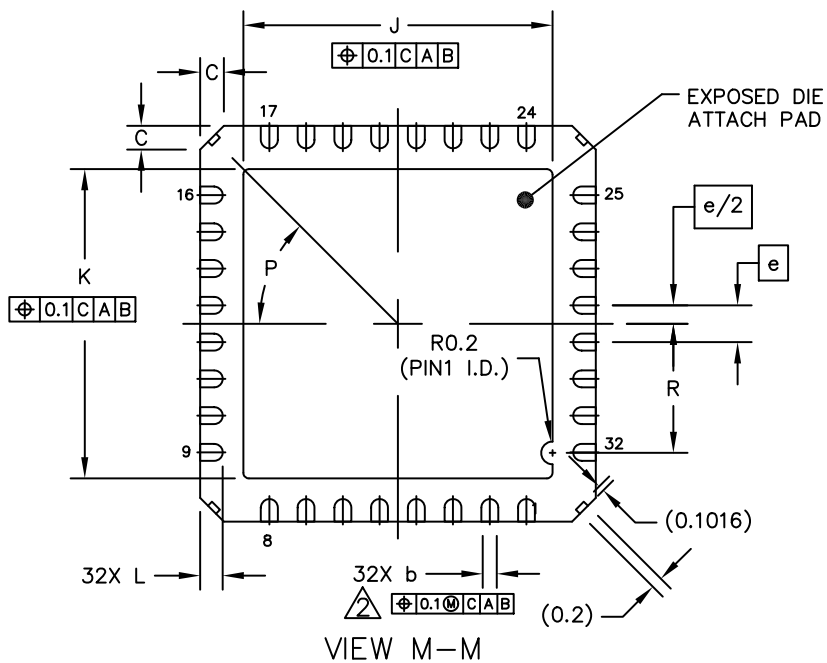 J
⌖ 0.1 C A B
C
17
24
EXPOSED DIE
ATTACH PAD
C
16
25
e/2
K
P
e
⌖ 0.1 C A B
R0.2
(PIN1 I.D.)
R
9
32
1
(0.1016)
8
32X L
32X b
2
⌖ 0.1Ⓜ C A B
(0.2)
VIEW M-M